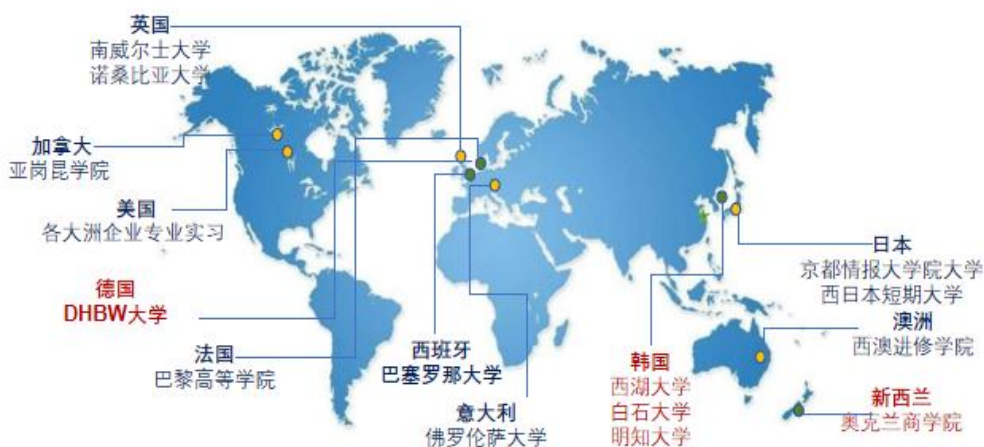 英国
南威尔士大学
诺桑比亚大学
加拿大
亚岗昆学院
美国
各大洲企业专业实习
德国
DHBW大学
法国
巴黎高等学院
西班牙
巴塞罗那大学
意大利
佛罗伦萨大学
韩国
西湖大学
白石大学
明知大学
日本
京都情报大学院大学
西日本短期大学
澳洲
西澳进修学院
新西兰
奥克兰商学院